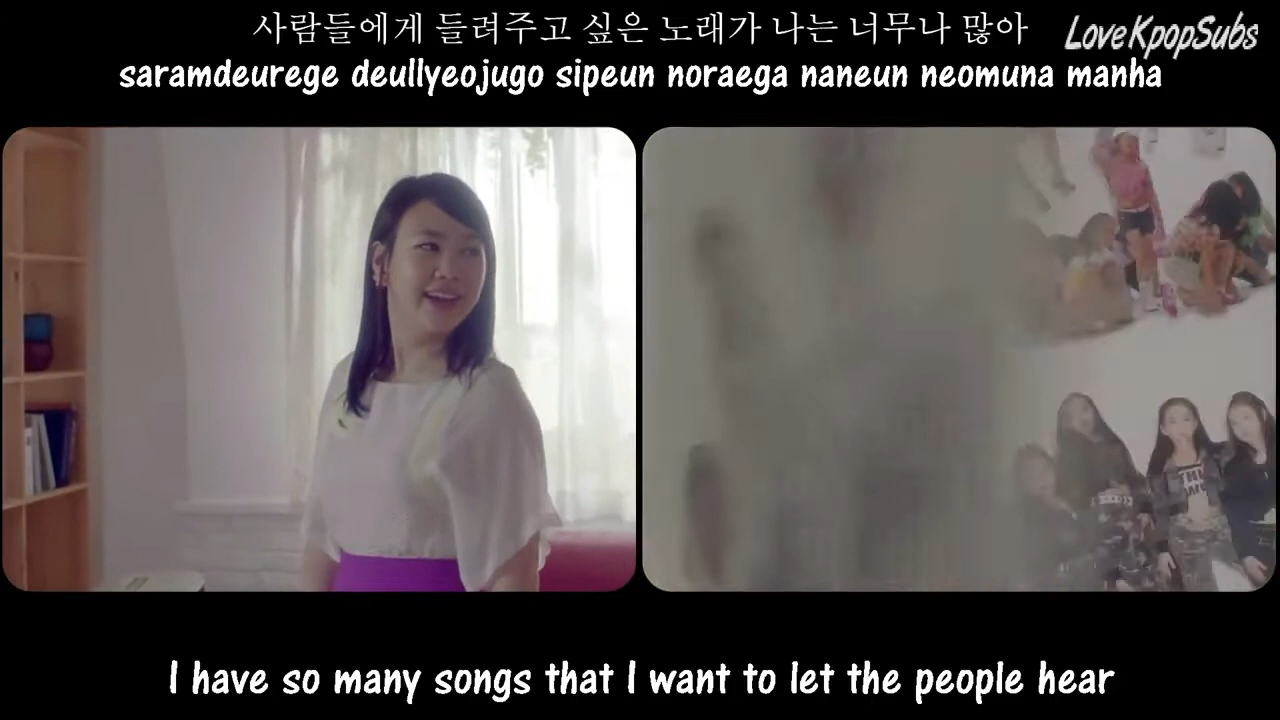 사람들에게 들려주고 싶은 노래가 나는 너무나 많아
LoveKpopSubs
saramdeurege deullyeojugo sipeun noraega naneun neomuna manha
I have so many songs that I want to let the people hear